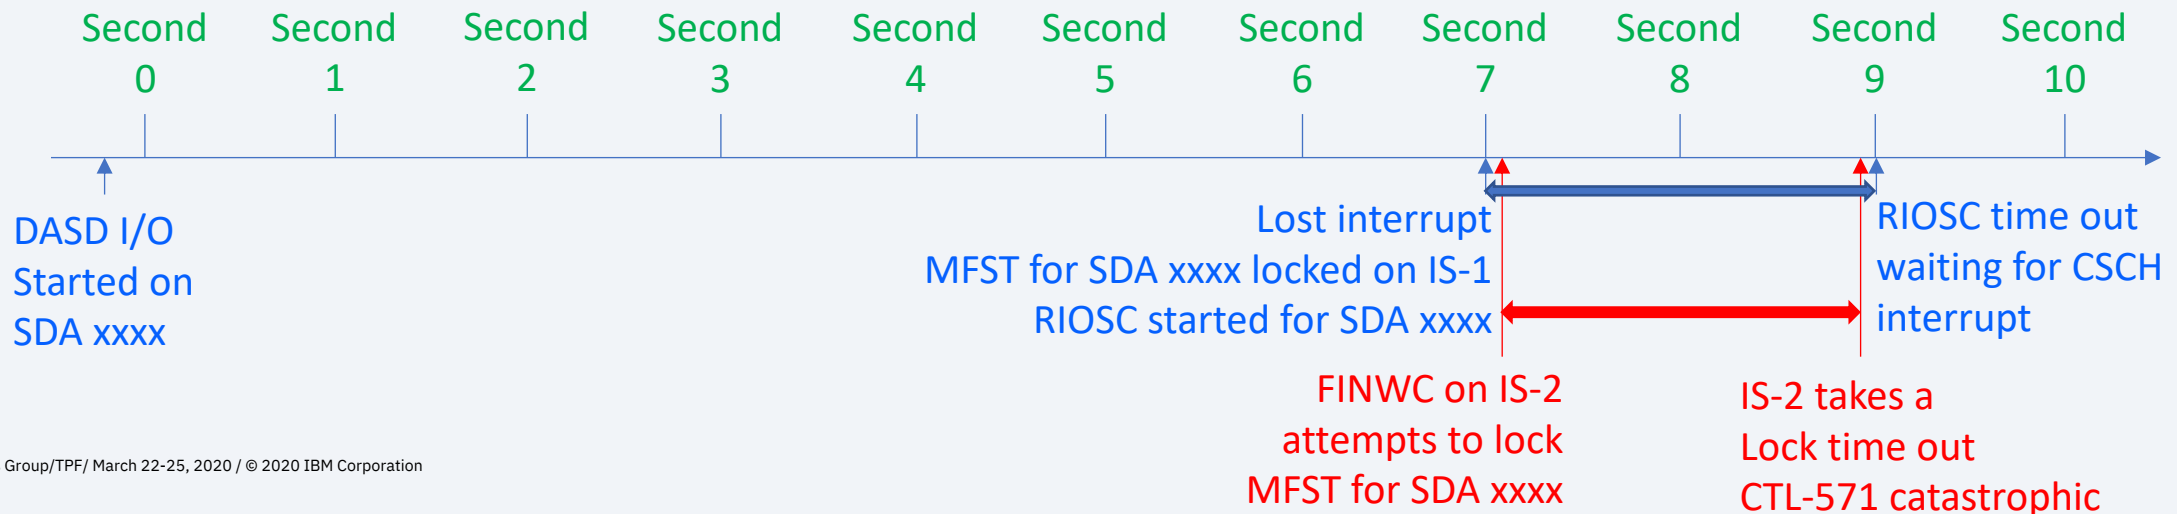 Second Second Second Second Second Second Second Second Second Second Second
0 1 2 3 4 5 6 7 8 9 10
DASD I/O
Started on
SDA xxxx
Lost interrupt
MFST for SDA xxxx locked on IS-1
RIOSC started for SDA xxxx
RIOSC time out
waiting for CSCH
interrupt
FINWC on IS-2
attempts to lock
MFST for SDA xxxx
IS-2 takes a
Lock time out
CTL-571 catastrophic
Group/TPF/ March 22-25, 2020 / © 2020 IBM Corporation